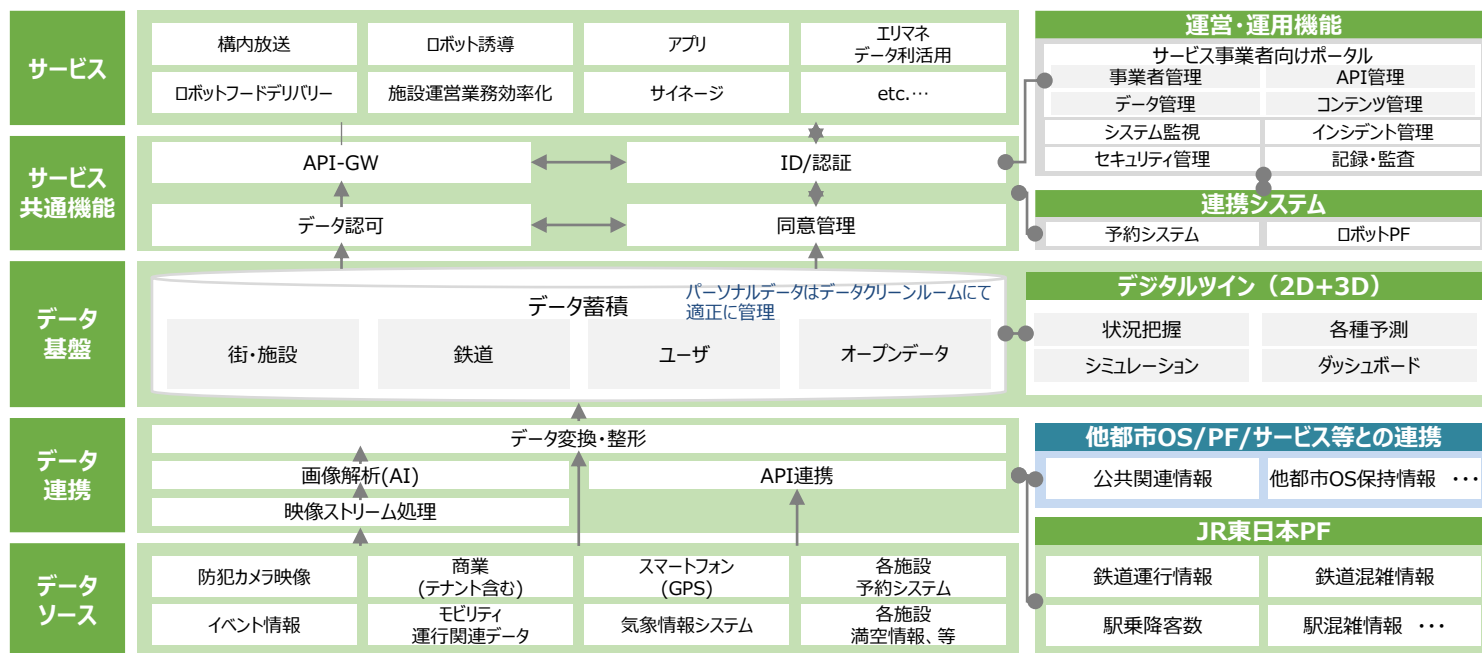 サービス
構内放送
ロボット誘導
アプリ
エリマネ
データ利活用
ロボットフードデリバリー
施設運営業務効率化
サイネージ
etc.…
運営・運用機能
サービス事業者向けポータル
事業者管理
API管理
データ管理
コンテンツ管理
システム監視
インシデント管理
セキュリティ管理
記録・監査
サービス
共通機能
API-GW
ID/認証
データ認可
同意管理
連携システム
予約システム
ロボットPF
データ
基盤
データ蓄積
パーソナルデータはデータクリーンルームにて
適正に管理
街・施設
鉄道
ユーザ
オープンデータ
デジタルツイン（2D+3D）
状況把握
各種予測
シミュレーション
ダッシュボード
データ
連携
データ変換・整形
画像解析(AI)
API連携
映像ストリーム処理
他都市OS/PF/サービス等との連携
公共関連情報
他都市OS保持情報 ・・・
データ
ソース
防犯カメラ映像
商業
(テナント含む)
スマートフォン
(GPS)
各施設
予約システム
イベント情報
モビリティ
運行関連データ
気象情報システム
各施設
満空情報、等
JR東日本PF
鉄道運行情報
鉄道混雑情報
駅乗降客数
駅混雑情報 ・・・